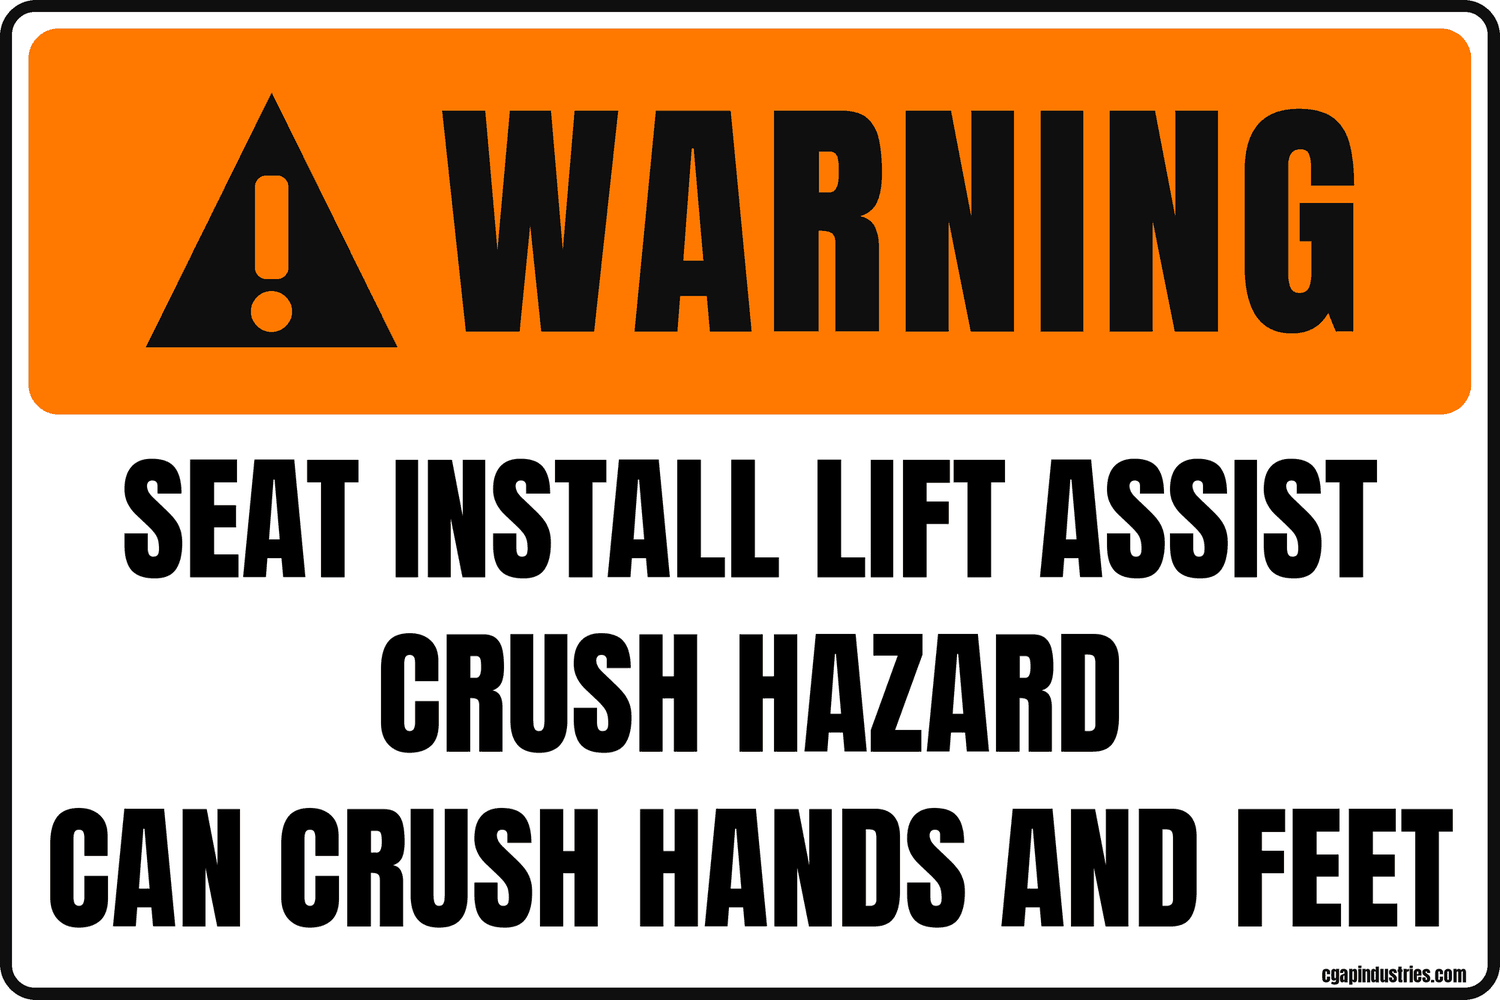 WARNING
SEAT INSTALL LIFT ASSIST
CRUSH HAZARD
CAN CRUSH HANDS AND FEET
cgapindustries.com